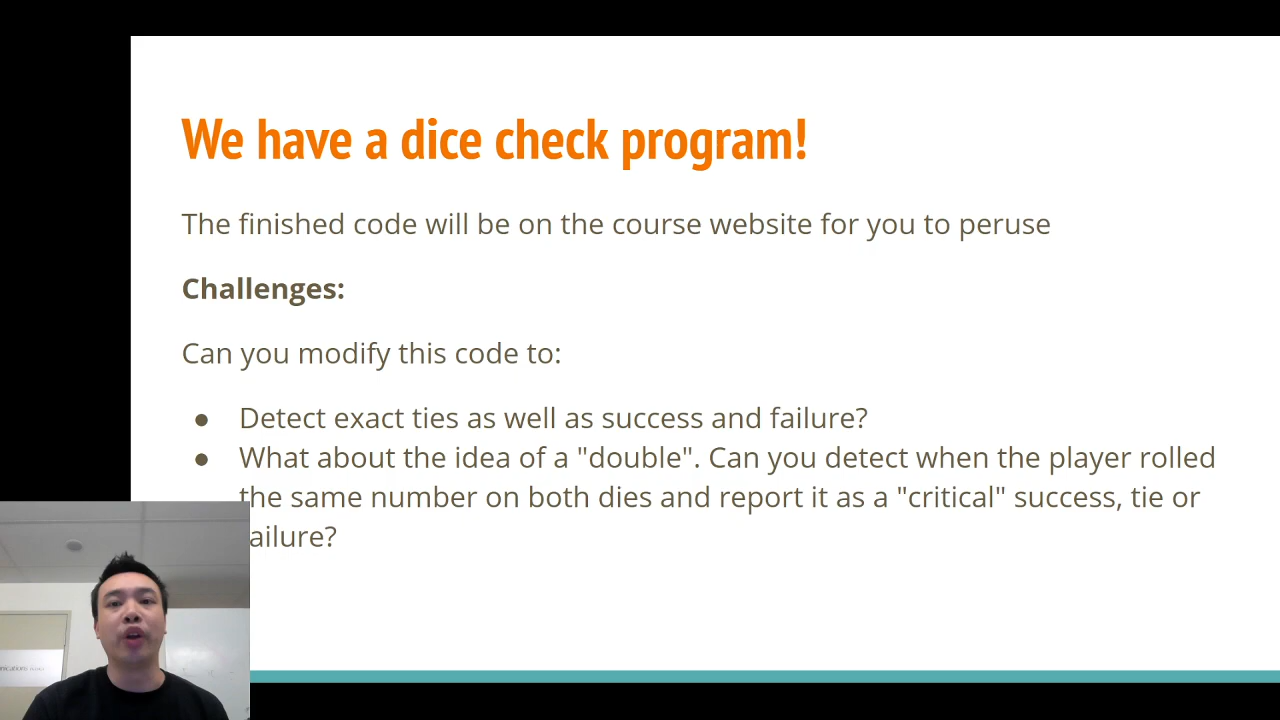 We have a dice check program!
The finished code will be on the course website for you to peruse
Challenges:
Can you modify this code to:
● Detect exact ties as well as success and failure?
● What about the idea of a "double". Can you detect when the player rolled
the same number on both dies and report it as a "critical" success, tie or
ailure?